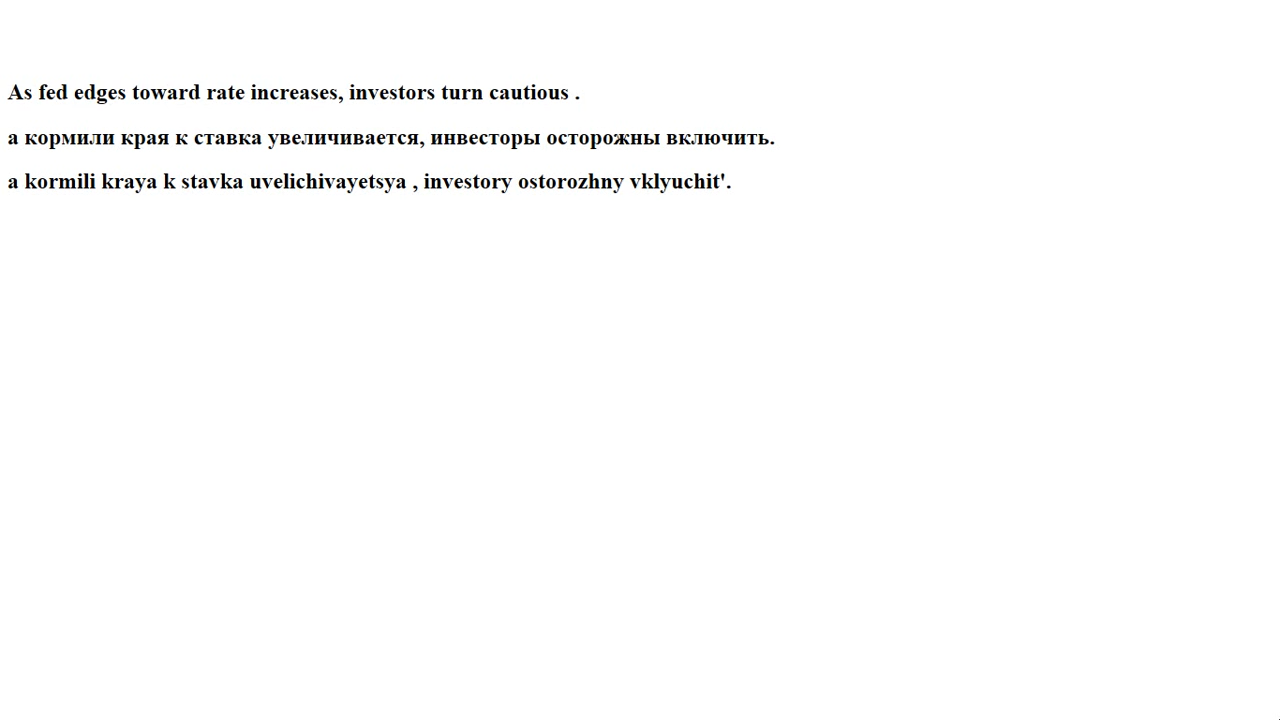 As fed edges toward rate increases, investors turn cautious .
а кормили края к ставка увеличивается, инвесторы осторожны включить.
a kormili kraya k stavka uvelichivayetsya , investory ostorozhny vklyuchit'.